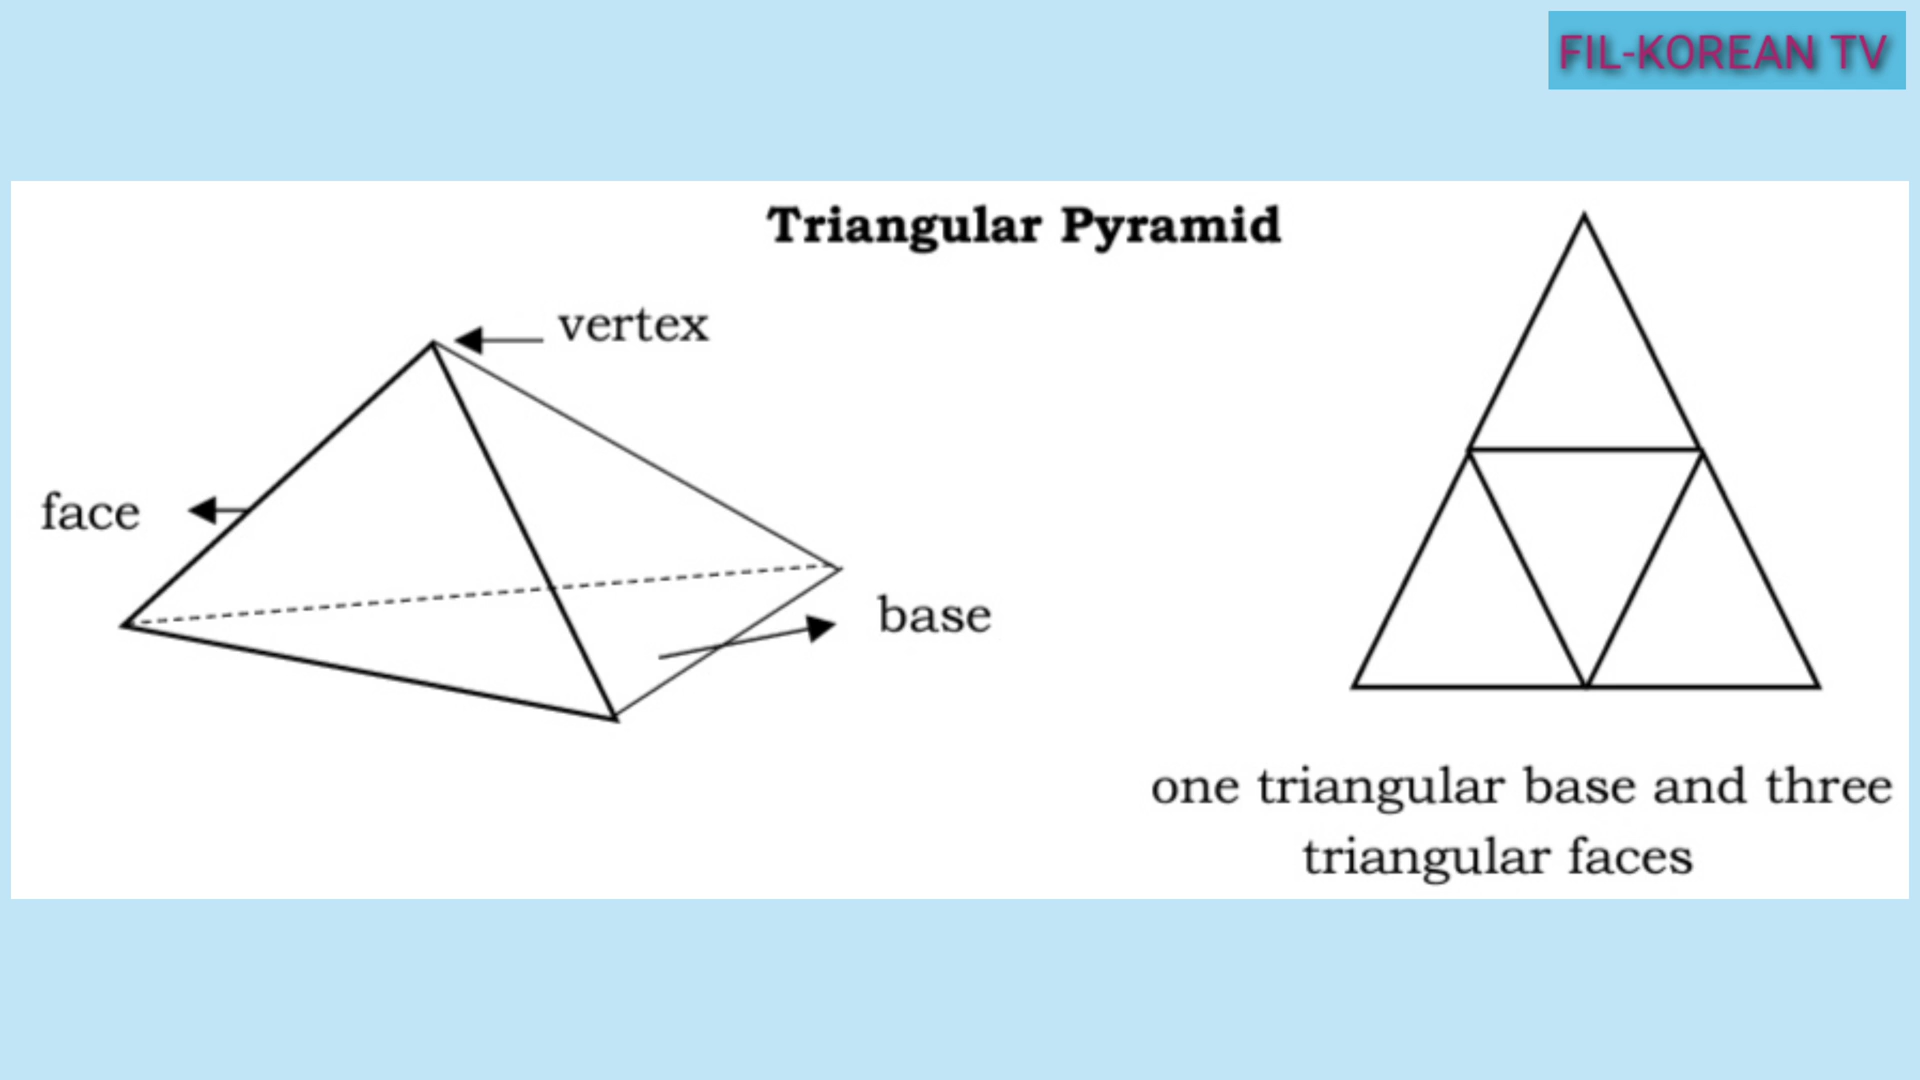 FIL-KOREAN TV
Triangular Pyramid
vertex
face
base
one triangular base and three
triangular faces